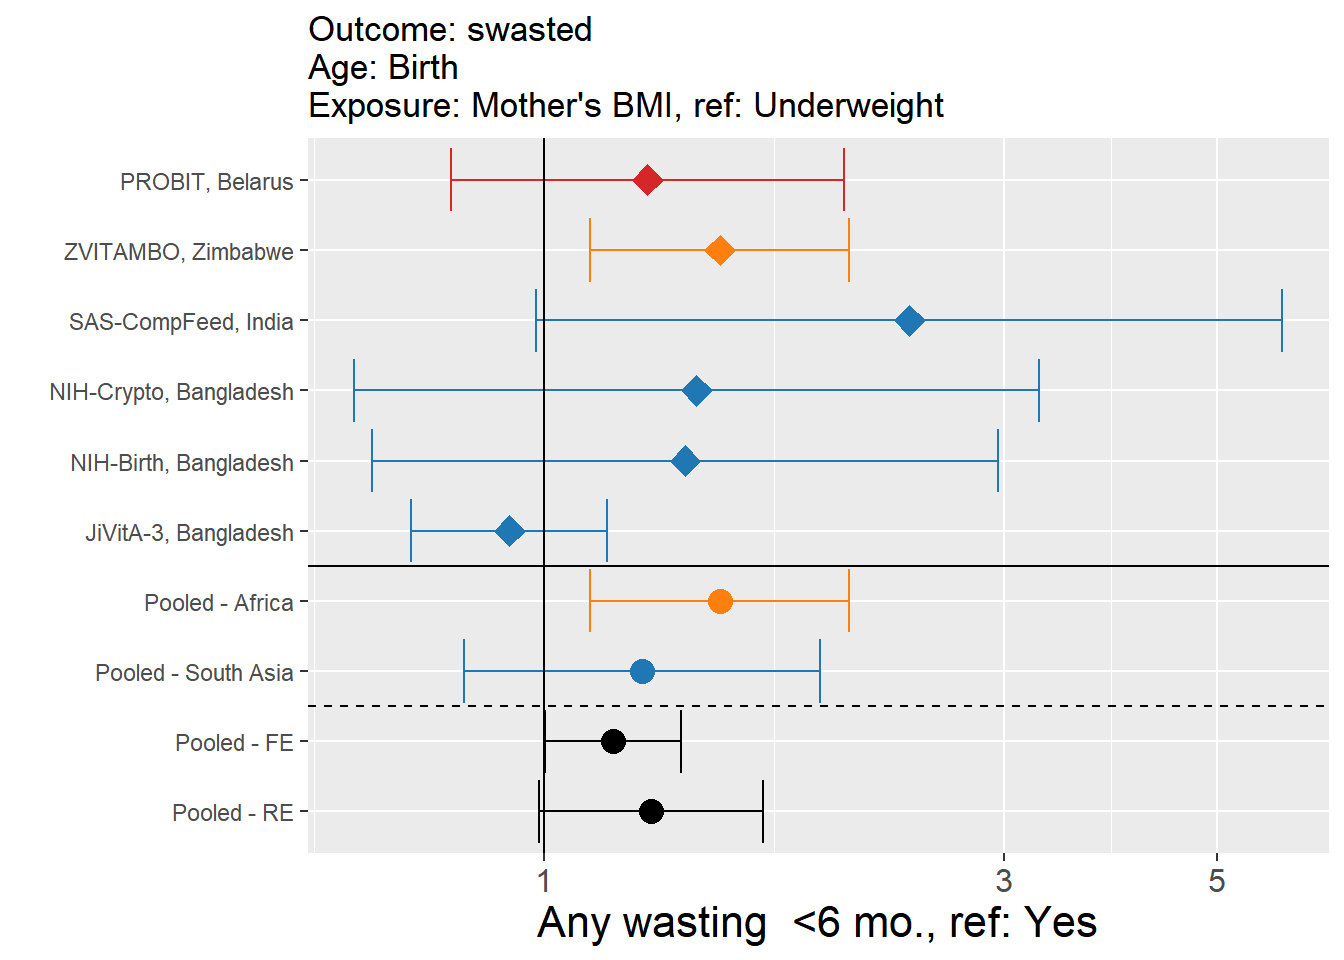 Outcome: swasted
Age: Birth
Exposure: Mother's BMI, ref: Underweight
PROBIT, Belarus
ZVITAMBO, Zimbabwe
SAS-CompFeed, India
NIH-Crypto, Bangladesh
NIH-Birth, Bangladesh
JiVitA-3, Bangladesh
Pooled - Africa
Pooled - South Asia
Pooled - FE
Pooled - RE
1 3 5
Any wasting  <6 mo., ref: Yes